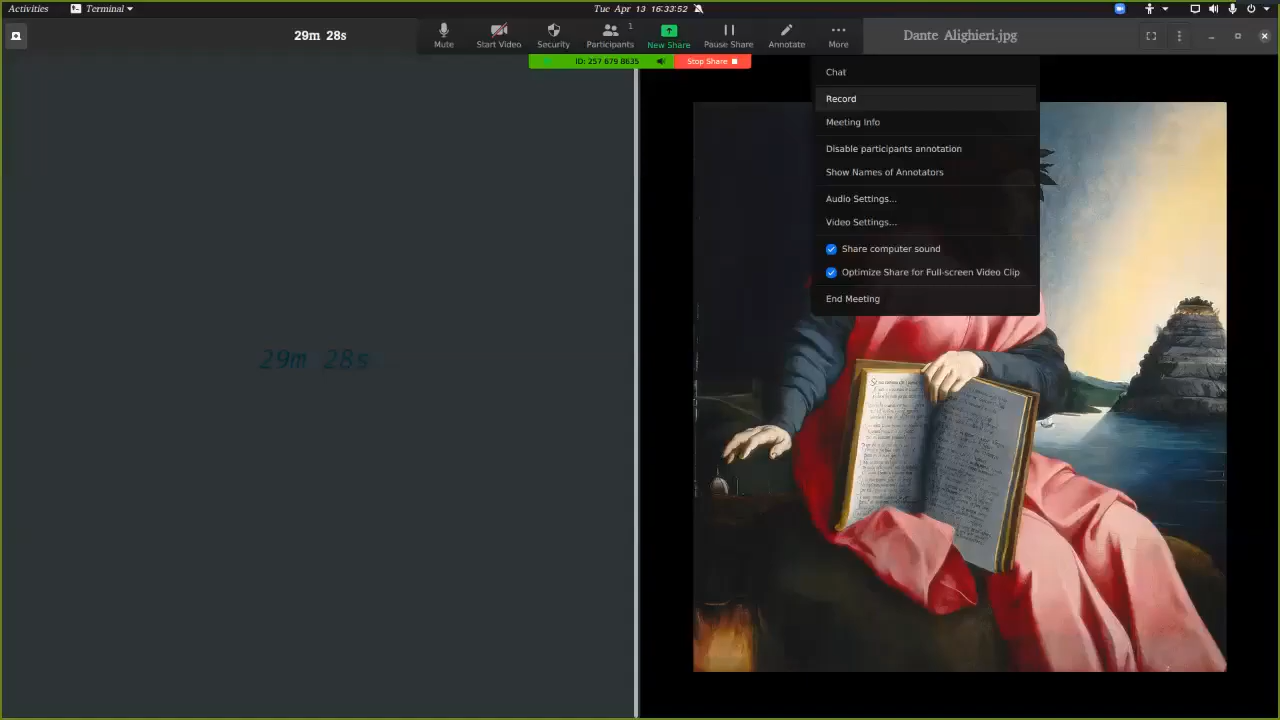 Activities
Terminal
Tue Apr 13 16:33:52
29m 28s
Mute
Start Video
Security
Participants
1
New Share
Pause Share
Annotate
More
Dante Alighieri.jpg
ID: 257 679 8635
Stop Share
Chat
Record
Meeting Info
Disable participants annotation
Show Names of Annotators
Audio Settings...
Video Settings...
Share computer sound
Optimize Share for Full-screen Video Clip
End Meeting
29m 28s